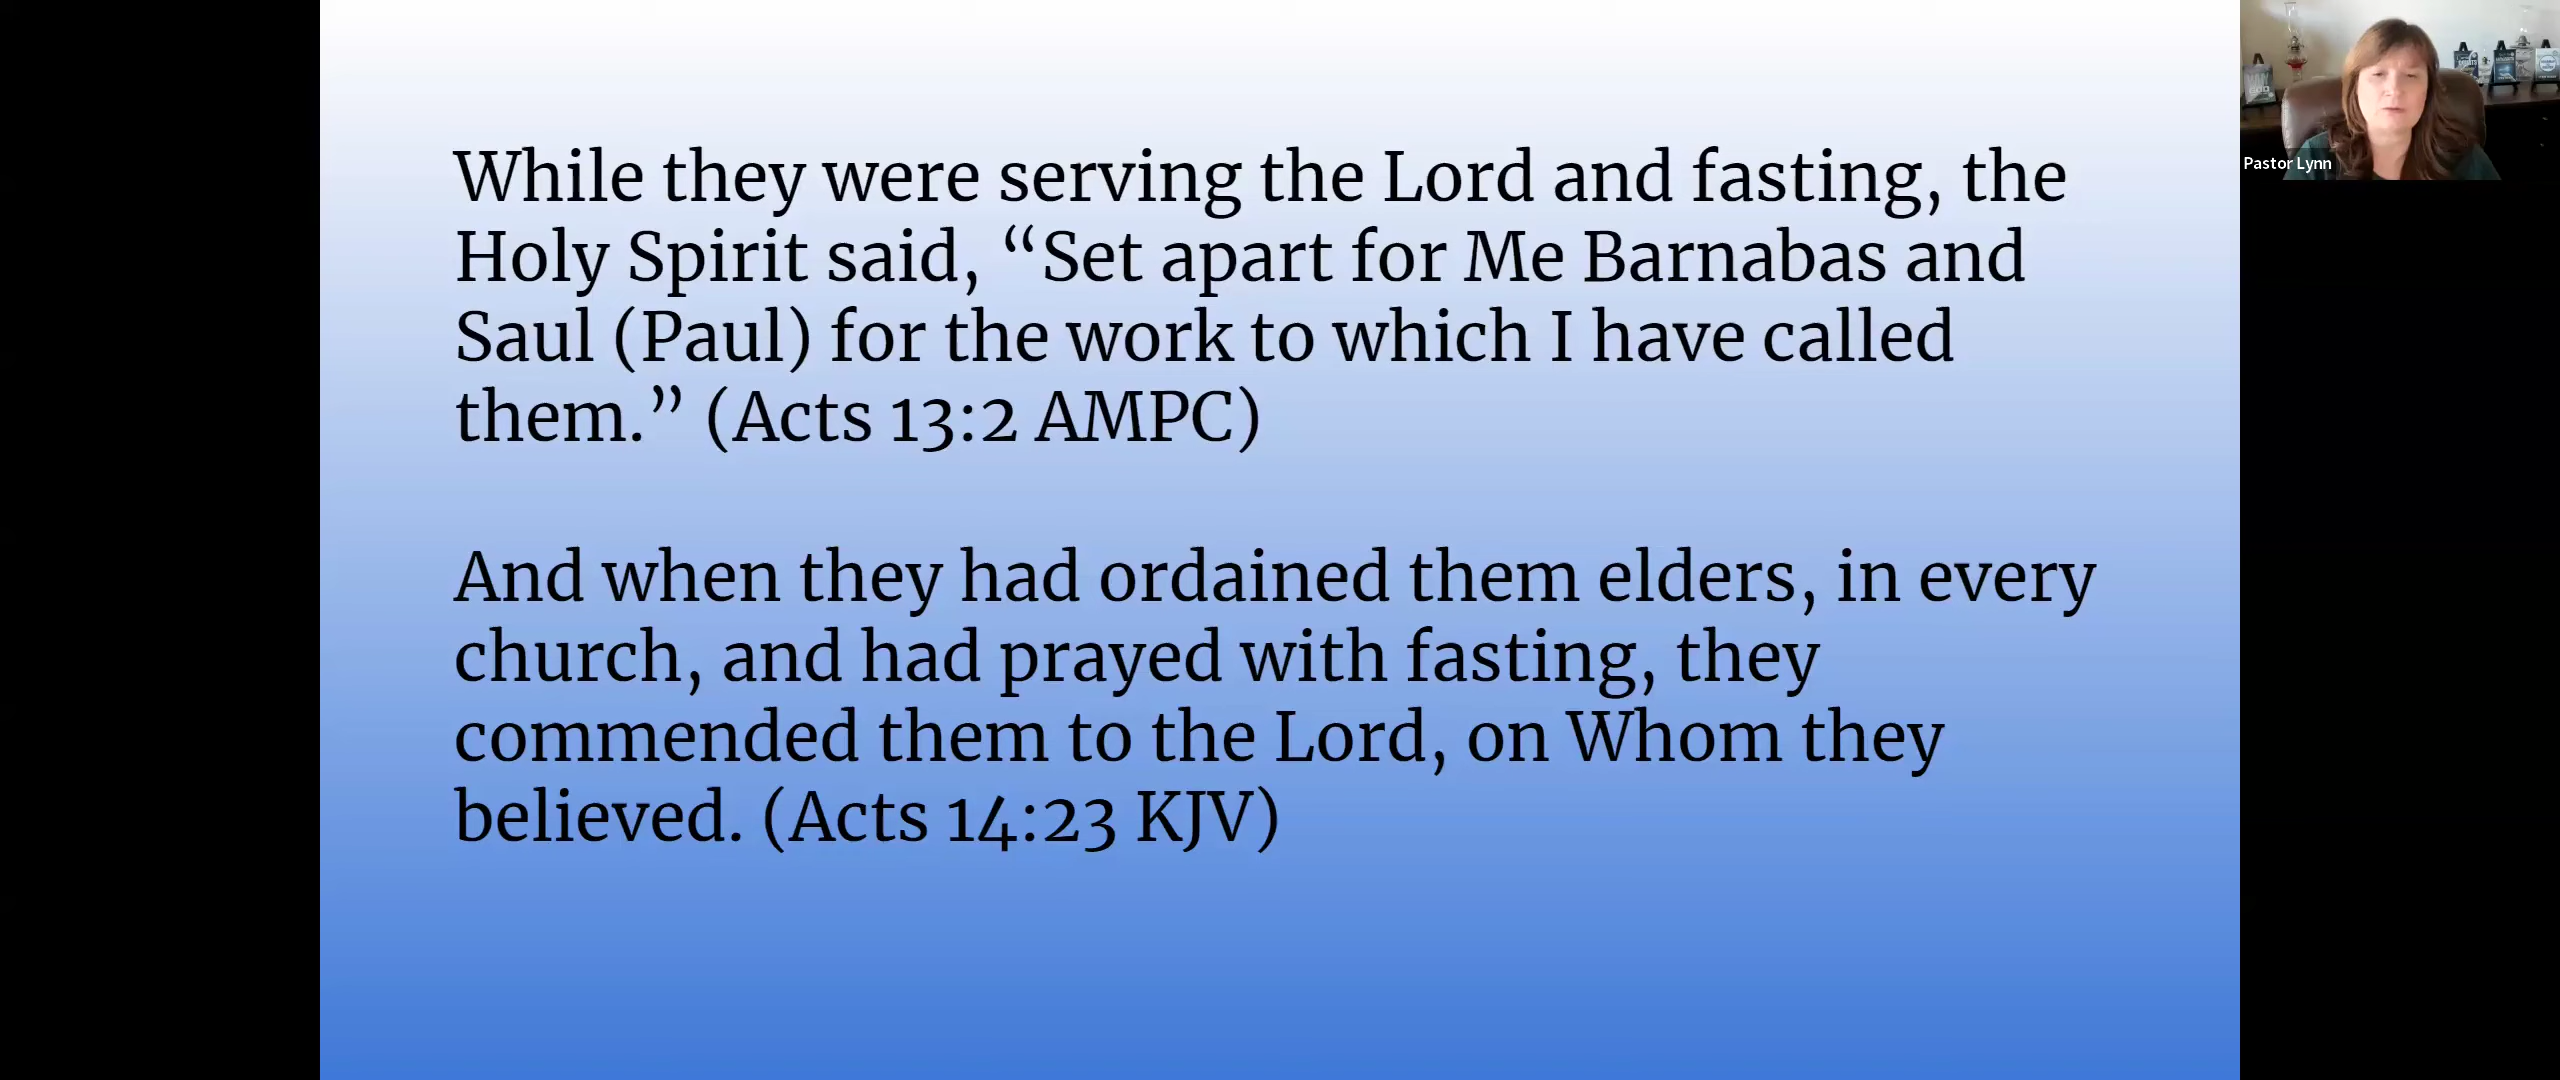 While they were serving the Lord and fasting, the
Holy Spirit said, “Set apart for Me Barnabas and
Saul (Paul) for the work to which I have called
them.” (Acts 13:2 AMPC)
And when they had ordained them elders, in every
church, and had prayed with fasting, they
commended them to the Lord, on Whom they
believed. (Acts 14:23 KJV)
Pastor Lynn